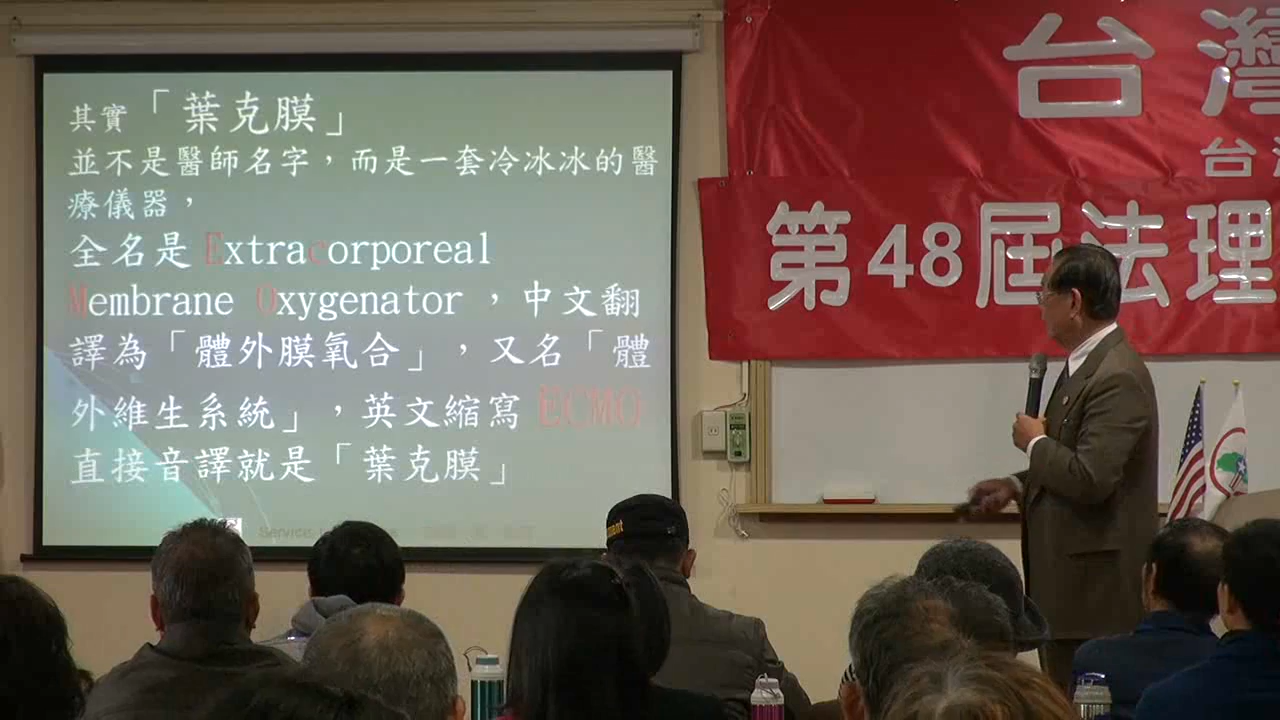 其實「葉克膜」
並不是醫師名字，而是一套冷冰冰的醫
療儀器，
全名是 Extracorporeal
Membrane Oxygenator ，中文翻
譯為「體外膜氧合」，又名「體
外維生系統」，英文縮寫 ECMO
直接音譯就是「葉克膜」
Service
台灣
台
第48屆法理